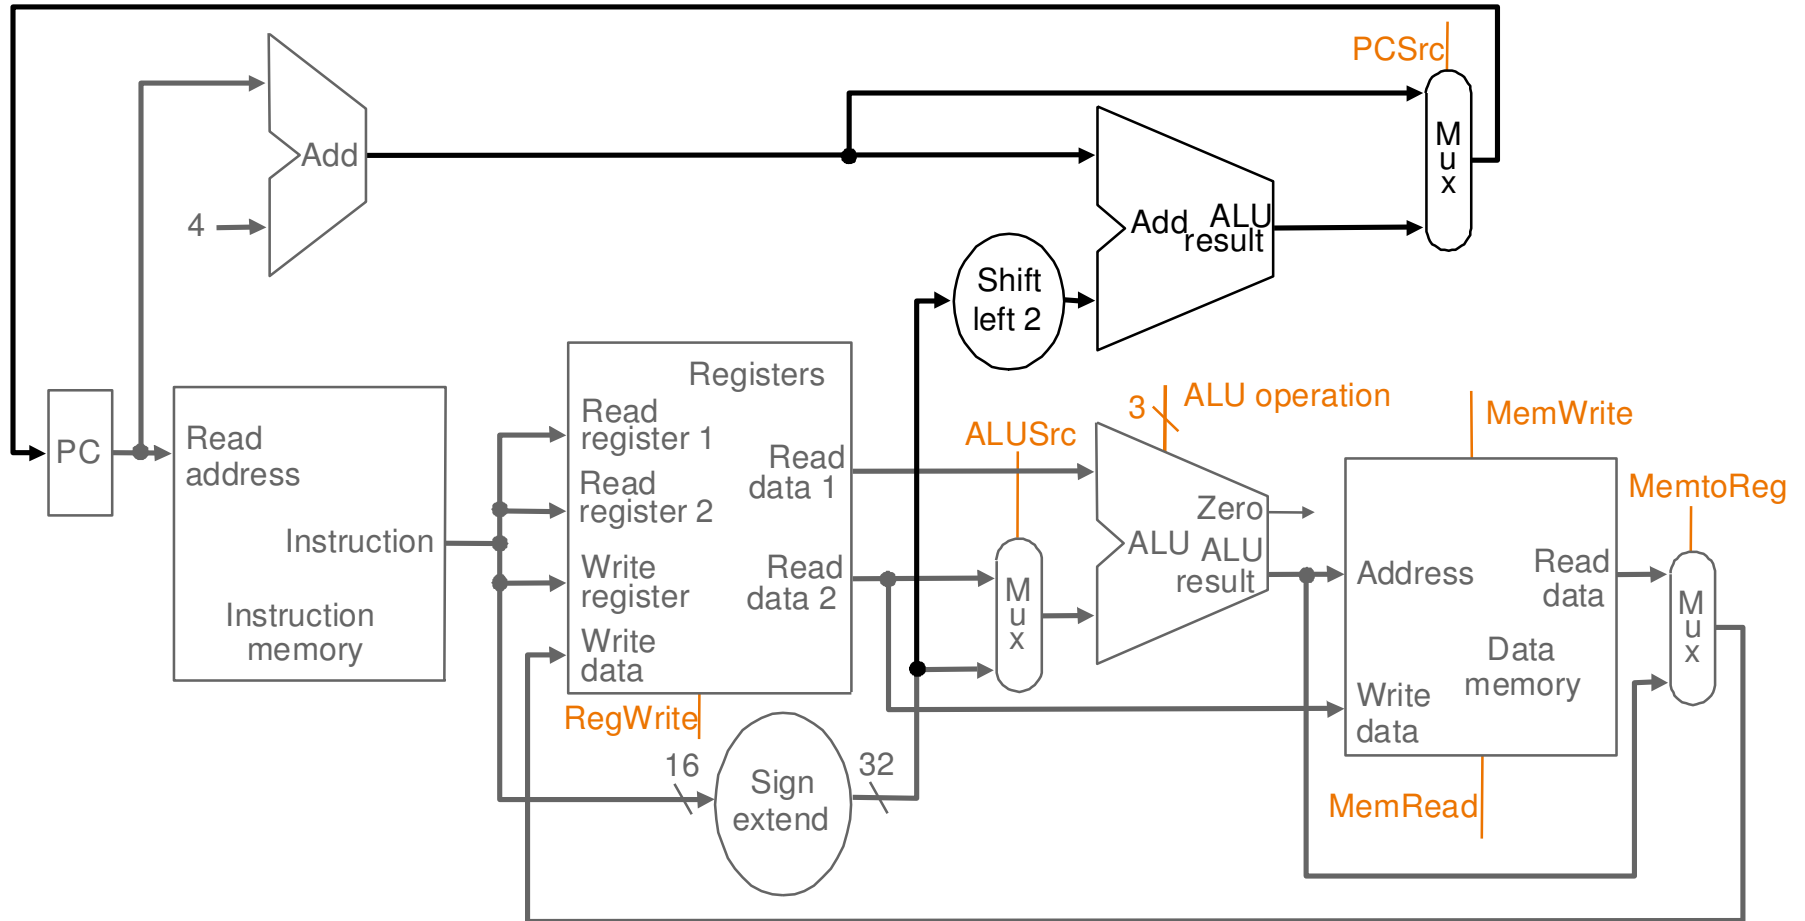 PCSrc
M
u
x
Add
4
Add ALU
result
Shift
left 2
Registers
Read
register 1
Read
register 2
Write
register
Write
data
Read
data 1
Read
data 2
RegWrite
PC
Read
address
Instruction
Instruction
memory
16
Sign
extend
32
ALUSrc
M
u
x
3
ALU operation
Zero
ALU
ALU
result
MemWrite
Address
Read
data
Data
memory
Write
data
MemRead
MemtoReg
M
u
x